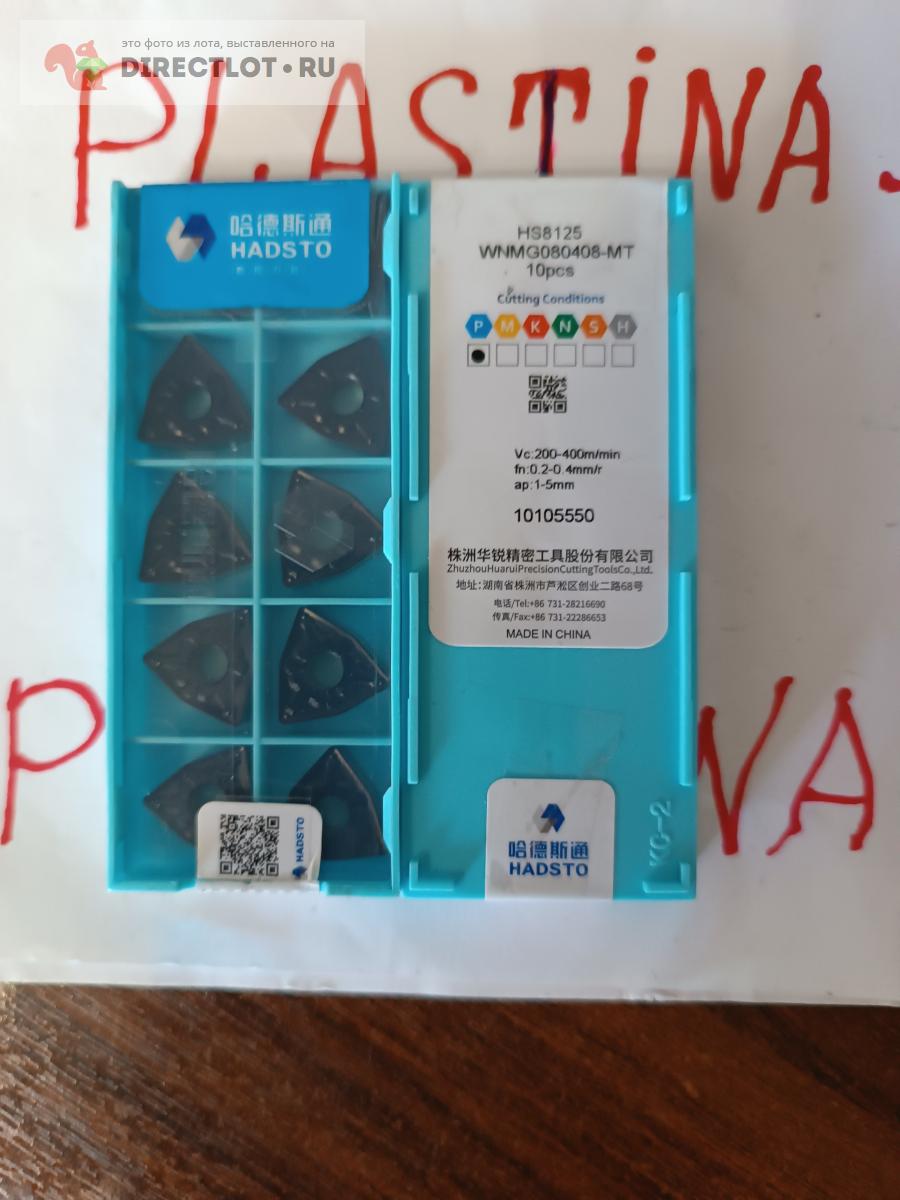 это фото из лота, выставленного на
DIRECTLOT.RU
PLASTINA
哈德斯通
HADSTO
HS8125
WNMG080408-MT
10pcs
Cutting Conditions
P M K N S H
Vc:200-400m/min
fn:0.2-0.4mm/r
ap:1-5mm
10105550
株洲华锐精密工具股份有限公司
ZhuzhouHuaruiPrecisionCuttingToolsCo.,Ltd.
地址：湖南省株洲市芦淞区创业二路68号
电话/Tel:+86 731-28216690
传真/Fax:+86 731-22286653
MADE IN CHINA
P NA
HADSTO
哈德斯通
HADSTO
KG-2